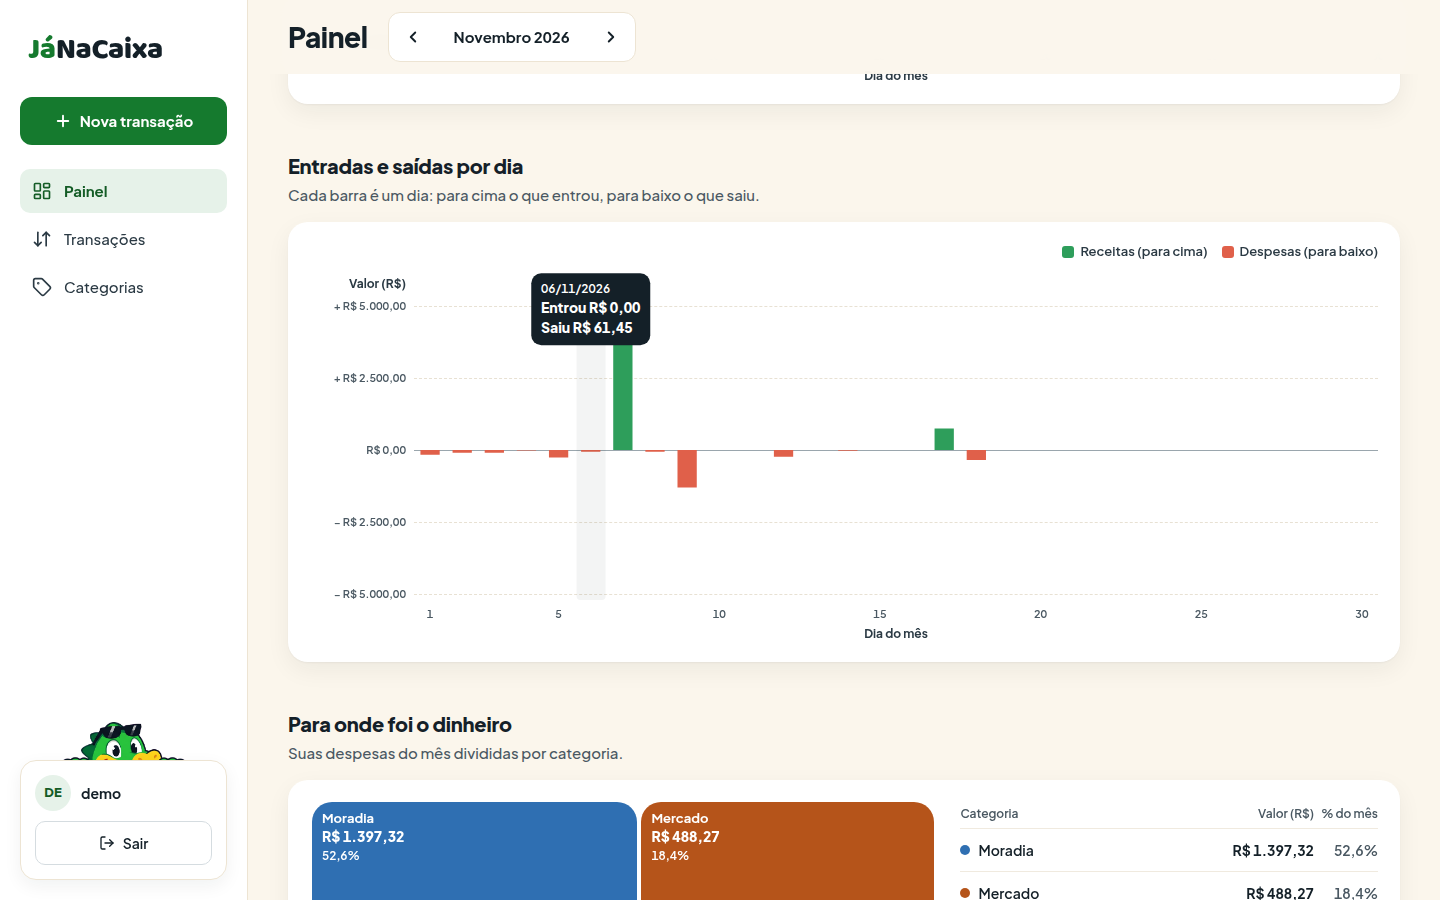 JáNaCaixa
Nova transação
Painel
Transações
Categorias
DE
demo
Sair
Painel
Novembro 2026
Dia do mês
Entradas e saídas por dia
Cada barra é um dia: para cima o que entrou, para baixo o que saiu.
Receitas (para cima)
Despesas (para baixo)
Valor (R$)
+ R$ 5.000,00
+ R$ 2.500,00
R$ 0,00
– R$ 2.500,00
– R$ 5.000,00
06/11/2026
Entrou R$ 0,00
Saiu R$ 61,45
1 5 10 15 20 25 30
Dia do mês
Para onde foi o dinheiro
Suas despesas do mês divididas por categoria.
Moradia
R$ 1.397,32
52,6%
Mercado
R$ 488,27
18,4%
Categoria Valor (R$) % do mês
Moradia R$ 1.397,32 52,6%
Mercado R$ 488,27 18,4%